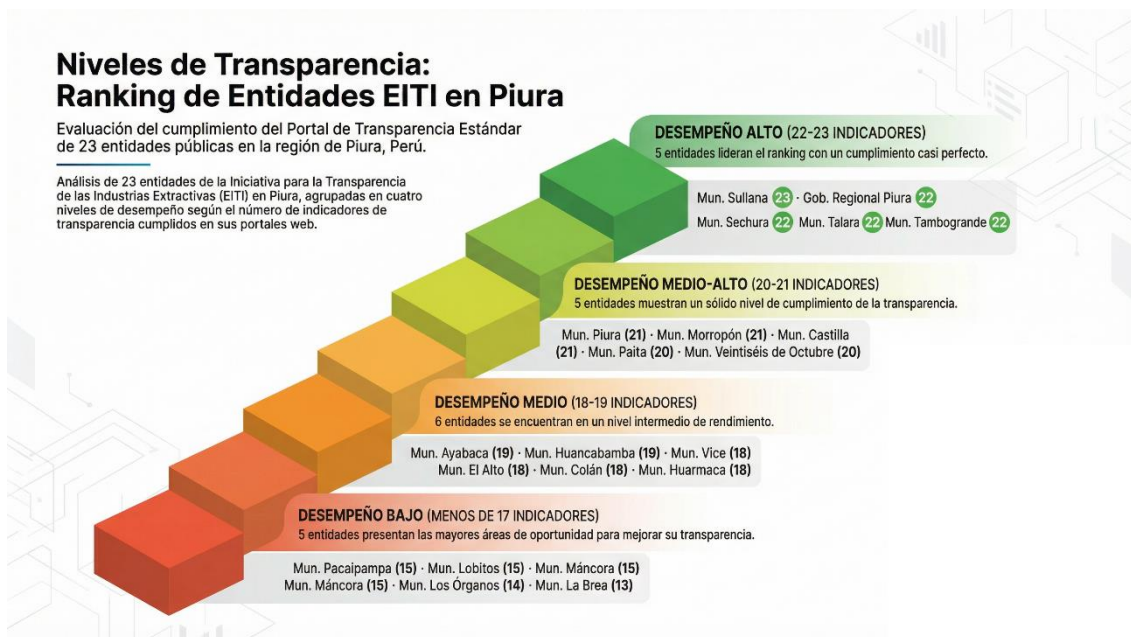 Niveles de Transparencia:
Ranking de Entidades EITI en Piura
Evaluación del cumplimiento del Portal de Transparencia Estándar
de 23 entidades públicas en la región de Piura, Perú.
Análisis de 23 entidades de la Iniciativa para la Transparencia
de las Industrias Extractivas (EITI) en Piura, agrupadas en cuatro
niveles de desempeño según el número de indicadores de
transparencia cumplidos en sus portales web.
DESEMPEÑO ALTO (22-23 INDICADORES)
5 entidades lideran el ranking con un cumplimiento casi perfecto.
Mun. Sullana 23 · Gob. Regional Piura 22
Mun. Sechura 22 Mun. Talara 22 Mun. Tambogrande 22
DESEMPEÑO MEDIO-ALTO (20-21 INDICADORES)
5 entidades muestran un sólido nivel de cumplimiento de la transparencia.
Mun. Piura (21) · Mun. Morropón (21) · Mun. Castilla
(21) · Mun. Paita (20) · Mun. Veintiséis de Octubre (20)
DESEMPEÑO MEDIO (18-19 INDICADORES)
6 entidades se encuentran en un nivel intermedio de rendimiento.
Mun. Ayabaca (19) · Mun. Huancabamba (19) · Mun. Vice (18)
Mun. El Alto (18) · Mun. Colán (18) · Mun. Huarmaca (18)
DESEMPEÑO BAJO (MENOS DE 17 INDICADORES)
5 entidades presentan las mayores áreas de oportunidad para mejorar su transparencia.
Mun. Pacaipampa (15) · Mun. Lobitos (15) · Mun. Máncora (15)
Mun. Máncora (15) · Mun. Los Órganos (14) · Mun. La Brea (13)